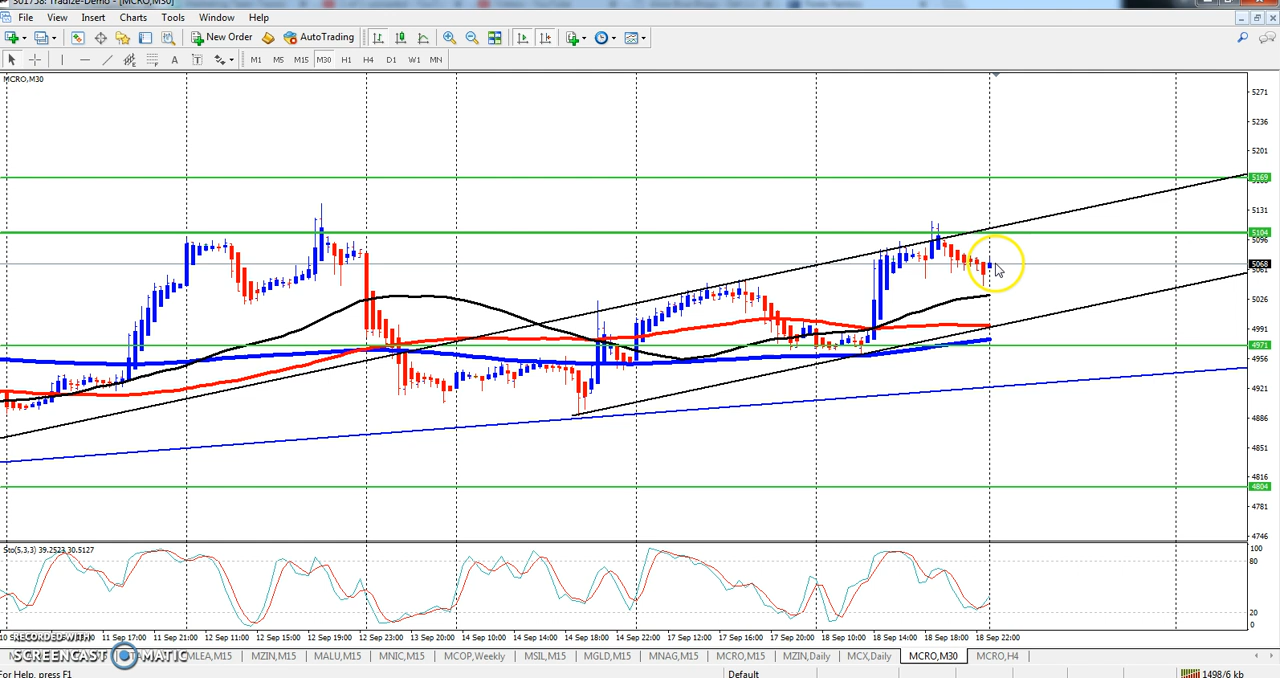 301758: Tradize-Demo - [MCRO,M30]
File View Insert Charts Tools Window Help
New Order AutoTrading
A T M1 M5 M15 M30 H1 H4 D1 W1 MN
MCRO,M30
5271
5236
5201
5169
5131
5104
5096
5068
5061
5026
4991
4971
4956
4921
4886
4851
4816
4804
4781
4746
Sto(5,3,3) 39.2523 30.5127
100
80
20
0
11 Sep 17:00 11 Sep 21:00 12 Sep 11:00 12 Sep 15:00 12 Sep 19:00 12 Sep 23:00 13 Sep 20:00 14 Sep 10:00 14 Sep 14:00 14 Sep 18:00 14 Sep 22:00 17 Sep 12:00 17 Sep 16:00 17 Sep 20:00 18 Sep 10:00 18 Sep 14:00 18 Sep 18:00 18 Sep 22:00
RECORDED WITH
SCREENCAST MATIC
MLEA,M15 MZIN,M15 MALU,M15 MNIC,M15 MCOP,Weekly MSIL,M15 MGLD,M15 MNAG,M15 MCRO,M15 MZIN,Daily MCX,Daily MCRO,M30 MCRO,H4
For Help, press F1
Default
1498/6 kb